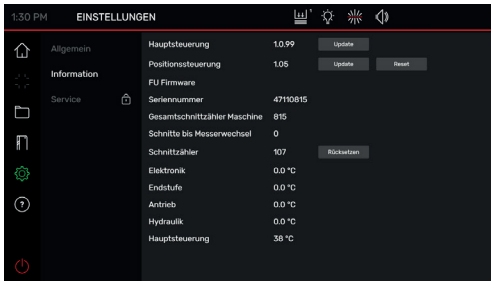 1:30 PM EINSTELLUNGEN
Allgemein
Information
Service
Hauptsteuerung 1.0.99 Update
Positionssteuerung 1.05 Update Reset
FU Firmware
Seriennummer 47110815
Gesamtschnittzähler Maschine 815
Schnitte bis Messerwechsel 0
Schnittzähler 107 Rücksetzen
Elektronik 0.0 °C
Endstufe 0.0 °C
Antrieb 0.0 °C
Hydraulik 0.0 °C
Hauptsteuerung 38 °C